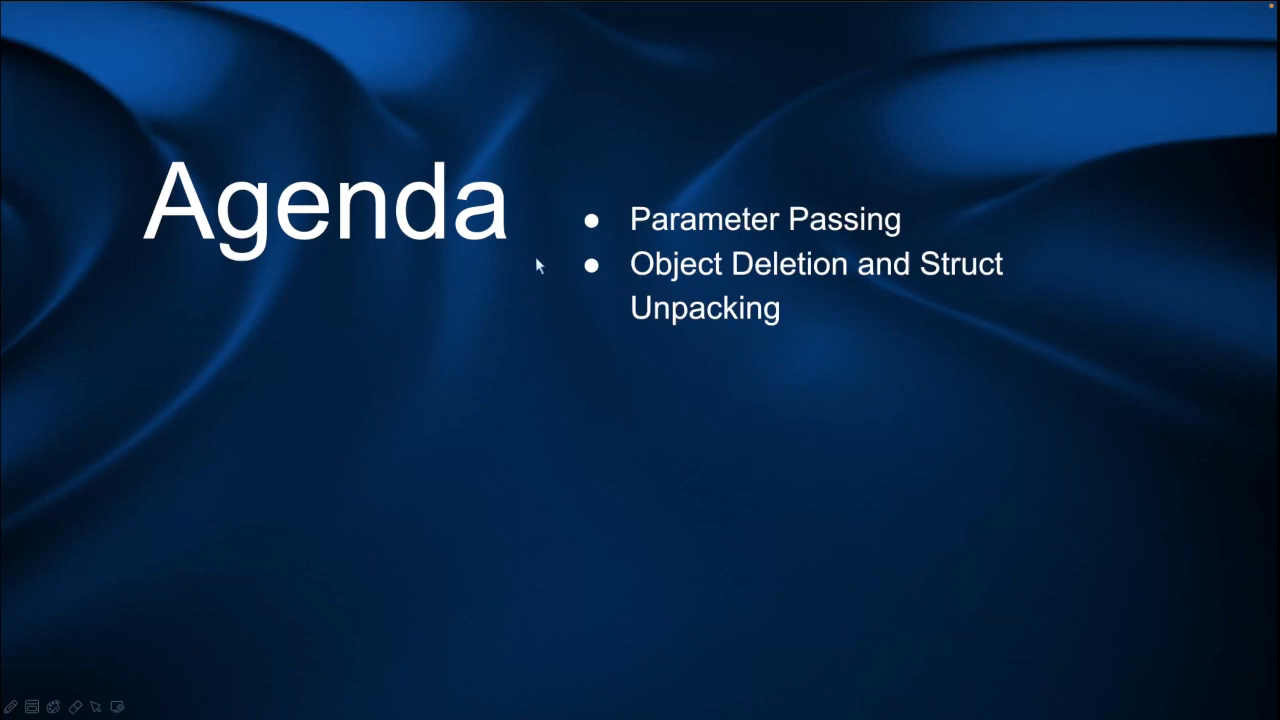 Agenda
● Parameter Passing
● Object Deletion and Struct
Unpacking